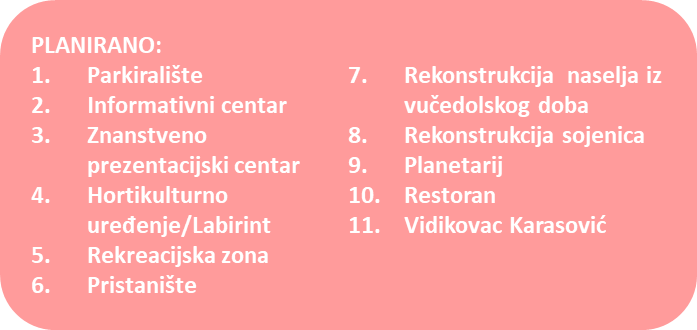 PLANIRANO:
1. Parkiralište
2. Informativni centar
3. Znanstveno
prezentacijski centar
4. Hortikulturno
uređenje/Labirint
5. Rekreacijska zona
6. Pristanište
7. Rekonstrukcija naselja iz
vučedolskog doba
8. Rekonstrukcija sojenica
9. Planetarij
10. Restoran
11. Vidikovac Karasović